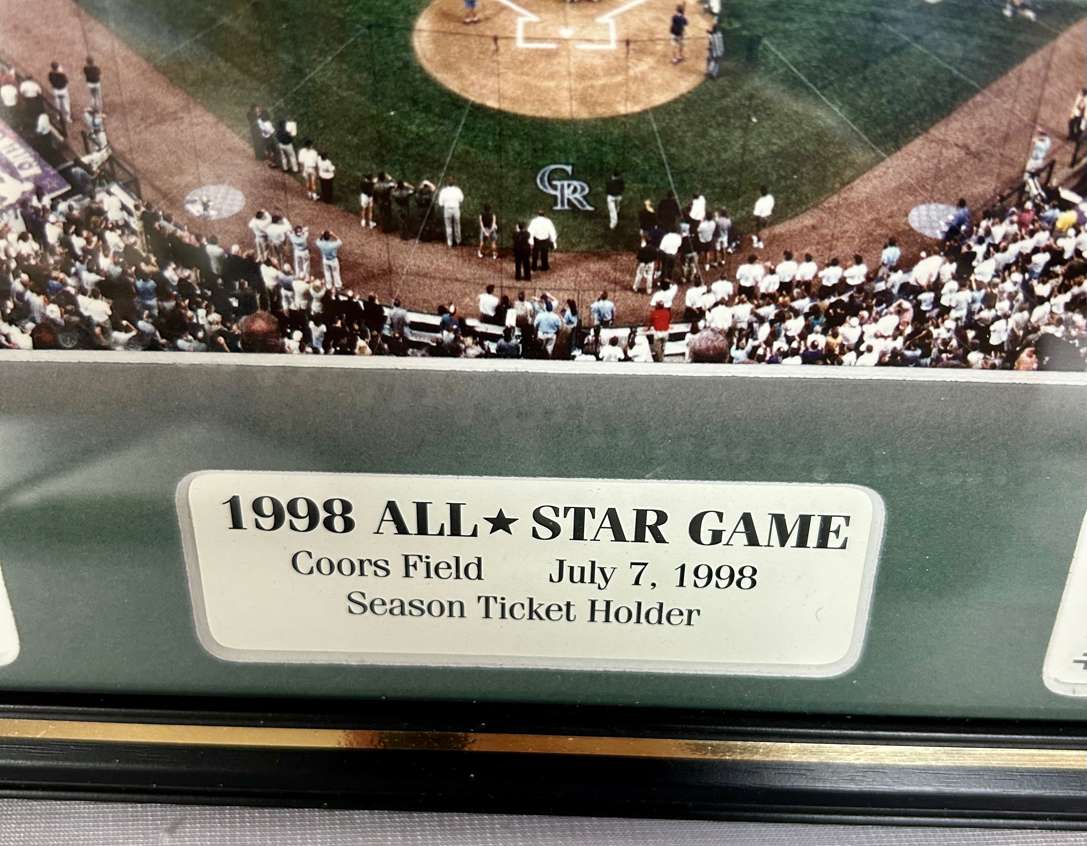 CR
1998 ALL★STAR GAME
Coors Field July 7, 1998
Season Ticket Holder